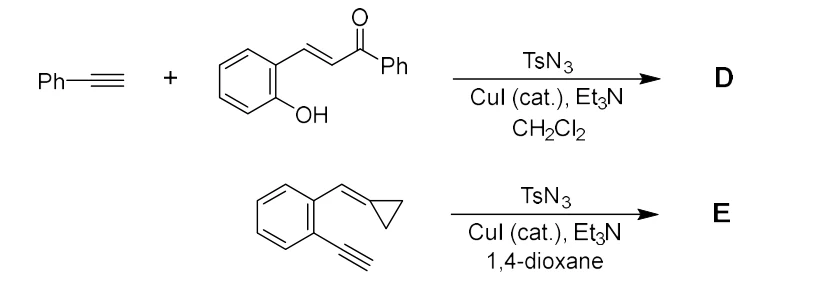 O
TsN₃
Ph
+
Ph
D
CuI (cat.), Et₃N
OH
CH₂Cl₂
TsN₃
E
CuI (cat.), Et₃N
1,4-dioxane